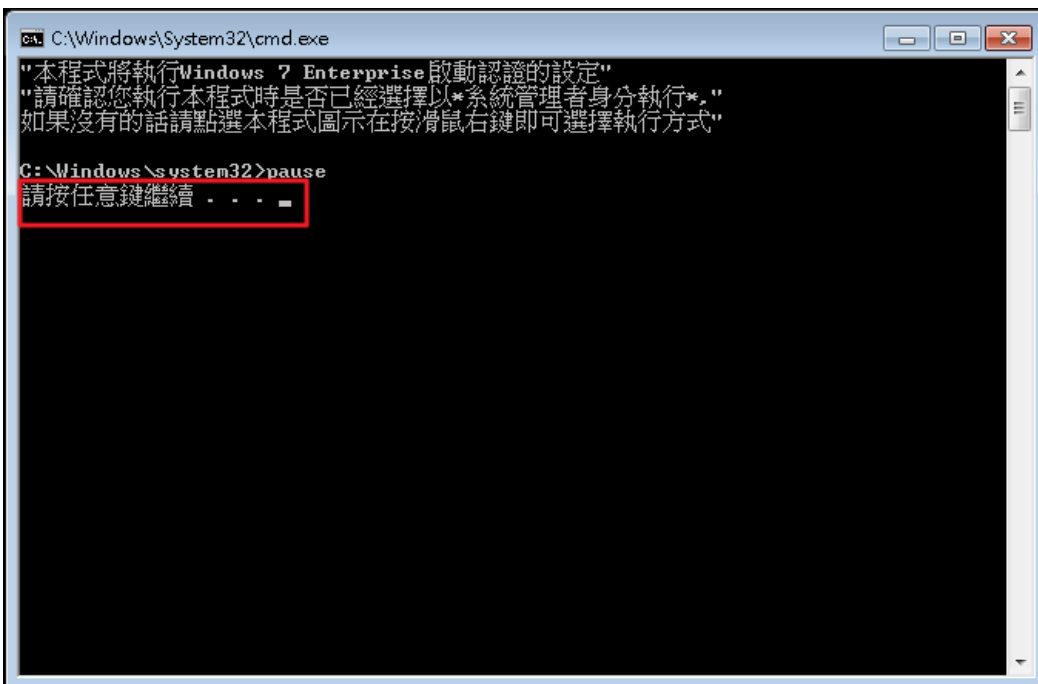 C:\Windows\System32\cmd.exe
"本程式將執行Windows 7 Enterprise啟動認證的設定"
"請確認您執行本程式時是否已經選擇以*系統管理者身分執行*,"
如果沒有的話請點選本程式圖示在按滑鼠右鍵即可選擇執行方式"
C:\Windows\system32>pause
請按任意鍵繼續 . . . _